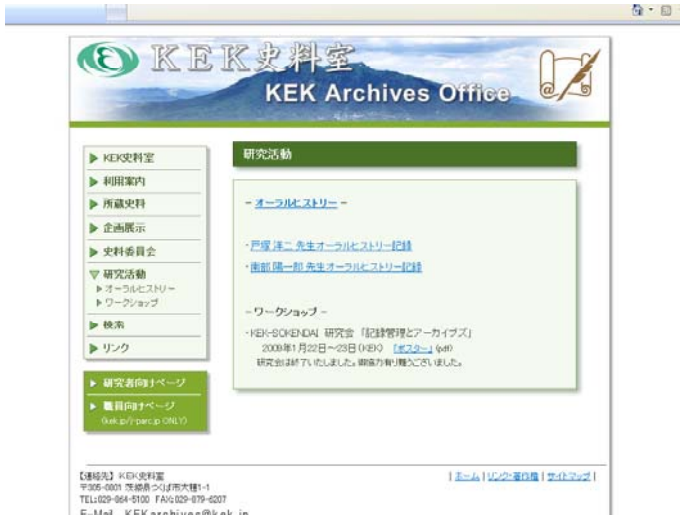 KEK史料室
KEK Archives Office
KEK史料室
利用案内
所蔵史料
企画展示
史料委員会
研究活動
オーラルヒストリー
ワークショップ
検索
リンク
研究者向けページ
職員向けページ
(kek.jp/j-parc.jp ONLY)
研究活動
- オーラルヒストリー -
・戸塚 洋二 先生オーラルヒストリー記録
・南部 陽一郎 先生オーラルヒストリー記録
- ワークショップ -
・KEK-SOKENDAI 研究会 「記録管理とアーカイブズ」
2009年1月22日~23日(KEK) 「ポスター」(pdf)
研究会は終了いたしました。御協力有り難うございました。
【連絡先】 KEK史料室
〒305-0801 茨城県つくば市大穂1-1
TEL:029-864-5100 FAX:029-879-6207
E-Mail KEKarchives@kek.jp
| ホーム | リンク・著作権 | サイトマップ |